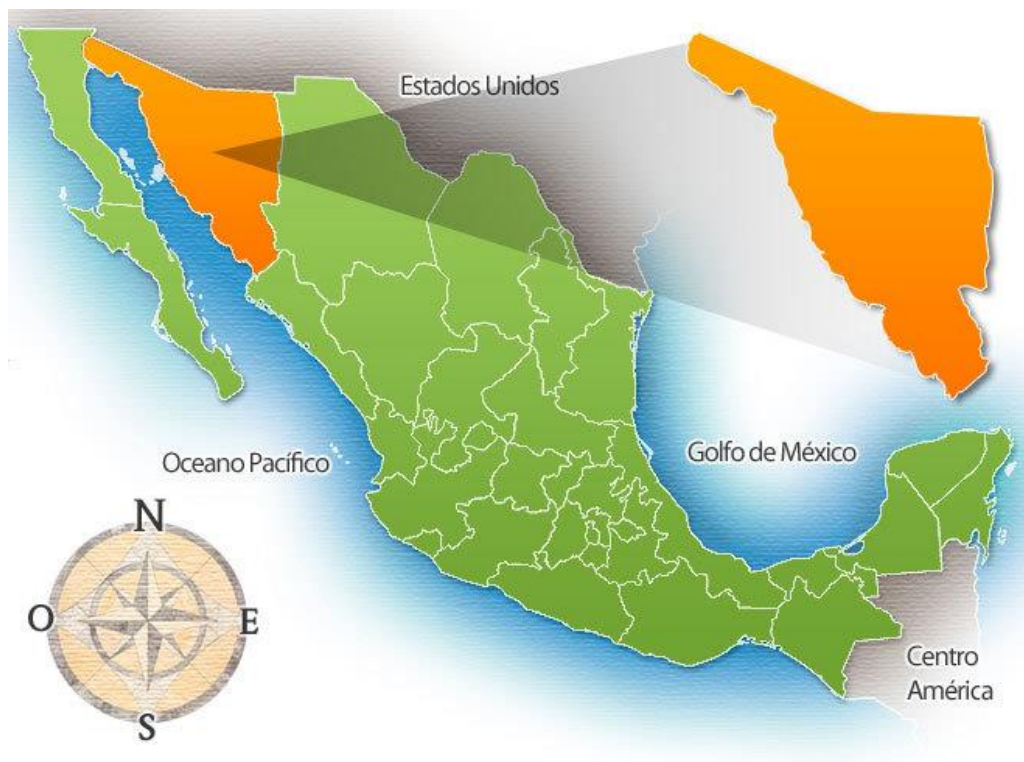 Estados Unidos
Oceano Pacífico
Golfo de México
N
O
E
S
Centro
América